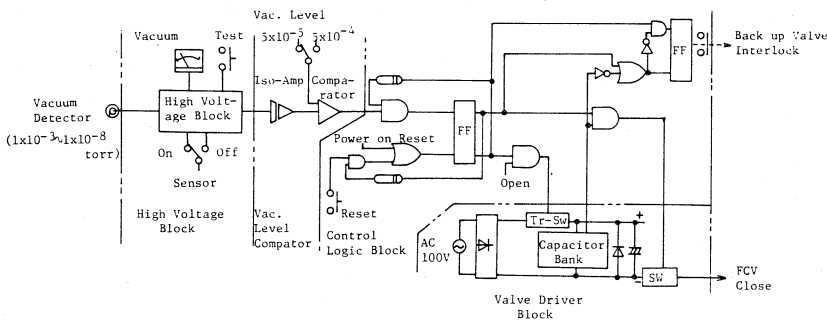 Vac. Level
5x10⁻⁵ 5x10⁻⁴
Vacuum
Test
Iso-Amp
Compa-
rator
High Volt-
age Block
Vacuum
Detector
(1x10⁻³~1x10⁻⁸
torr)
On
Off
Sensor
High Voltage
Block
Vac.
Level
Compator
Power on Reset
Reset
Control
Logic Block
FF
Open
FF
Back up Valve
Interlock
AC
100V
Tr-Sw
Capacitor
Bank
+
-
SW
FCV
Close
Valve Driver
Block